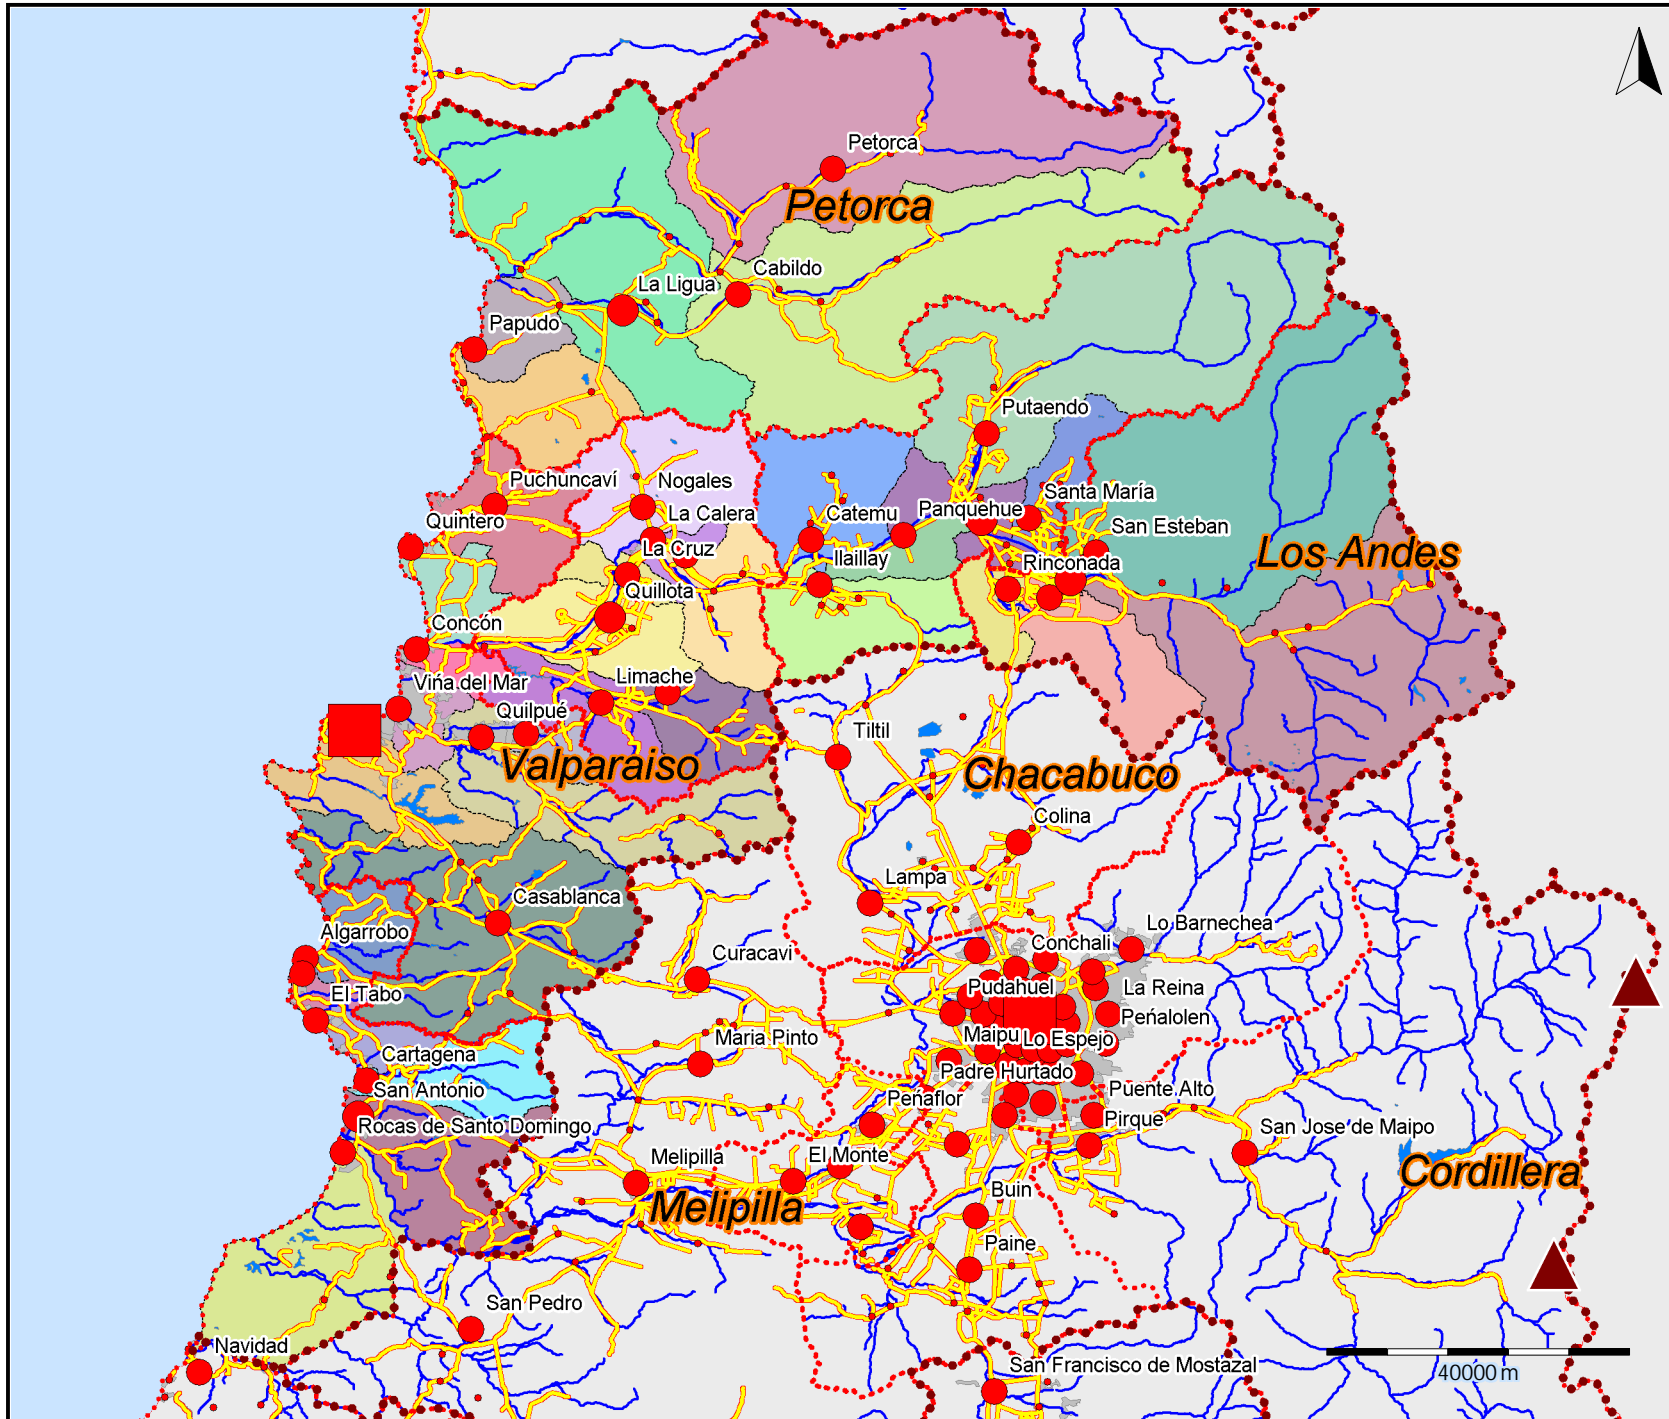 Petorca
Petorca
Cabildo
La Ligua
Papudo
Putaendo
Puchuncaví
Nogales
Santa María
Quintero
La Calera
Catemu
Panquehue
San Esteban
La Cruz
llaillay
Rinconada
Los Andes
Quillota
Concón
Viña del Mar
Limache
Quilpué
Tiltil
Valparaiso
Chacabuco
Colina
Lampa
Casablanca
Algarrobo
Curacavi
Conchali
Lo Barnechea
El Tabo
Pudahuel
La Reina
Peńalolen
Maria Pinto
Maipu
Lo Espejo
Cartagena
San Antonio
Padre Hurtado
Puente Alto
Peńaflor
Pirque
Rocas de Santo Domingo
San Jose de Maipo
Melipilla
El Monte
Cordillera
Melipilla
Buin
Paine
San Pedro
Navidad
San Francisco de Mostazal
40000 m